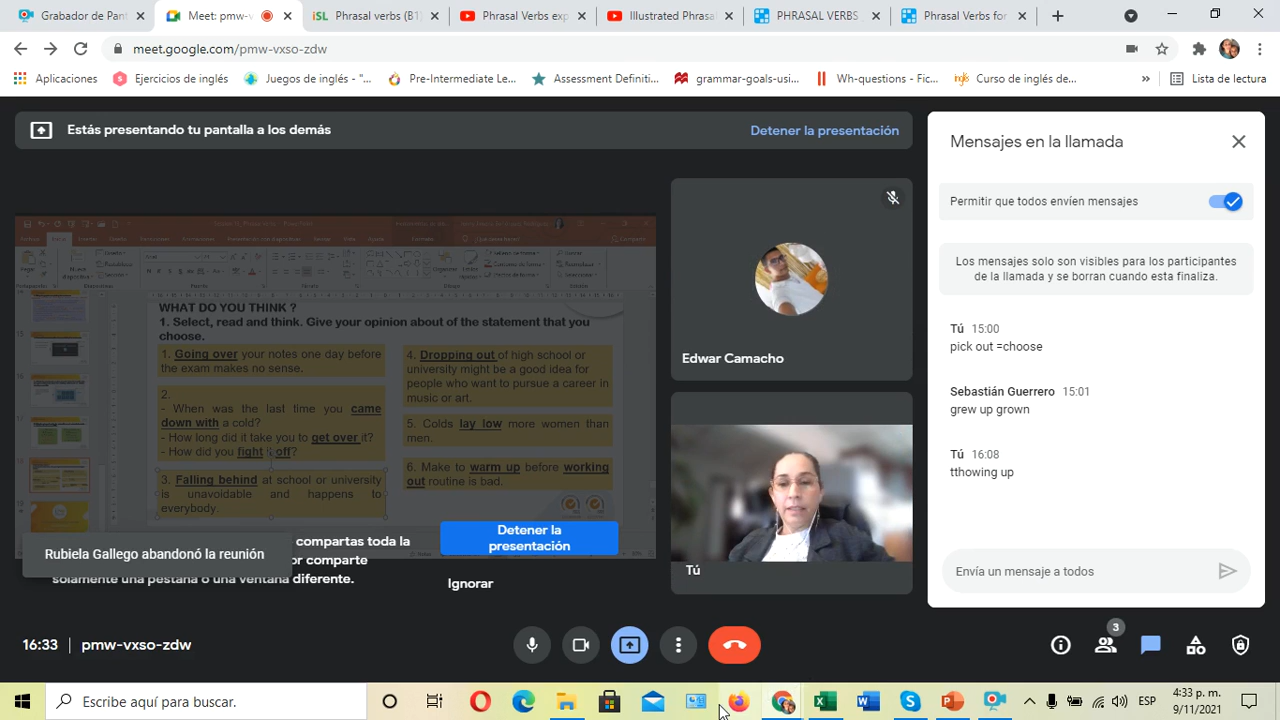 Grabador de Pant
Meet: pmw-v
Phrasal verbs (B1)
Phrasal Verbs exp
Illustrated Phrasal
PHRASAL VERBS
Phrasal Verbs for
meet.google.com/pmw-vxso-zdw
Aplicaciones
Ejercicios de inglés
Juegos de inglés - "...
Pre-Intermediate Le...
Assessment Definiti...
grammar-goals-usi...
Wh-questions - Fic...
Curso de inglés de...
»
Lista de lectura
Estás presentando tu pantalla a los demás
Detener la presentación
WHAT DO YOU THINK ?
1. Select, read and think. Give your opinion about of the statement that you
choose.
1. Going over your notes one day before
the exam makes no sense.
2.
- When was the last time you came
down with a cold?
- How long did it take you to get over it?
- How did you fight it off?
3. Falling behind at school or university
is unavoidable and happens to
everybody.
4. Dropping out of high school or
university might be a good idea for
people who want to pursue a career in
music or art.
5. Colds lay low more women than
men.
6. Make to warm up before working
out routine is bad.
Rubiela Gallego abandonó la reunión
compartas toda la
or comparte
solamente una pestaña o una ventana diferente.
Detener la
presentación
Ignorar
Edwar Camacho
Tú
Mensajes en la llamada
Permitir que todos envíen mensajes
Los mensajes solo son visibles para los participantes
de la llamada y se borran cuando esta finaliza.
Tú 15:00
pick out =choose
Sebastián Guerrero 15:01
grew up grown
Tú 16:08
tthowing up
Envía un mensaje a todos
16:33 | pmw-vxso-zdw
3
Escribe aquí para buscar.
ESP
4:33 p. m.
9/11/2021